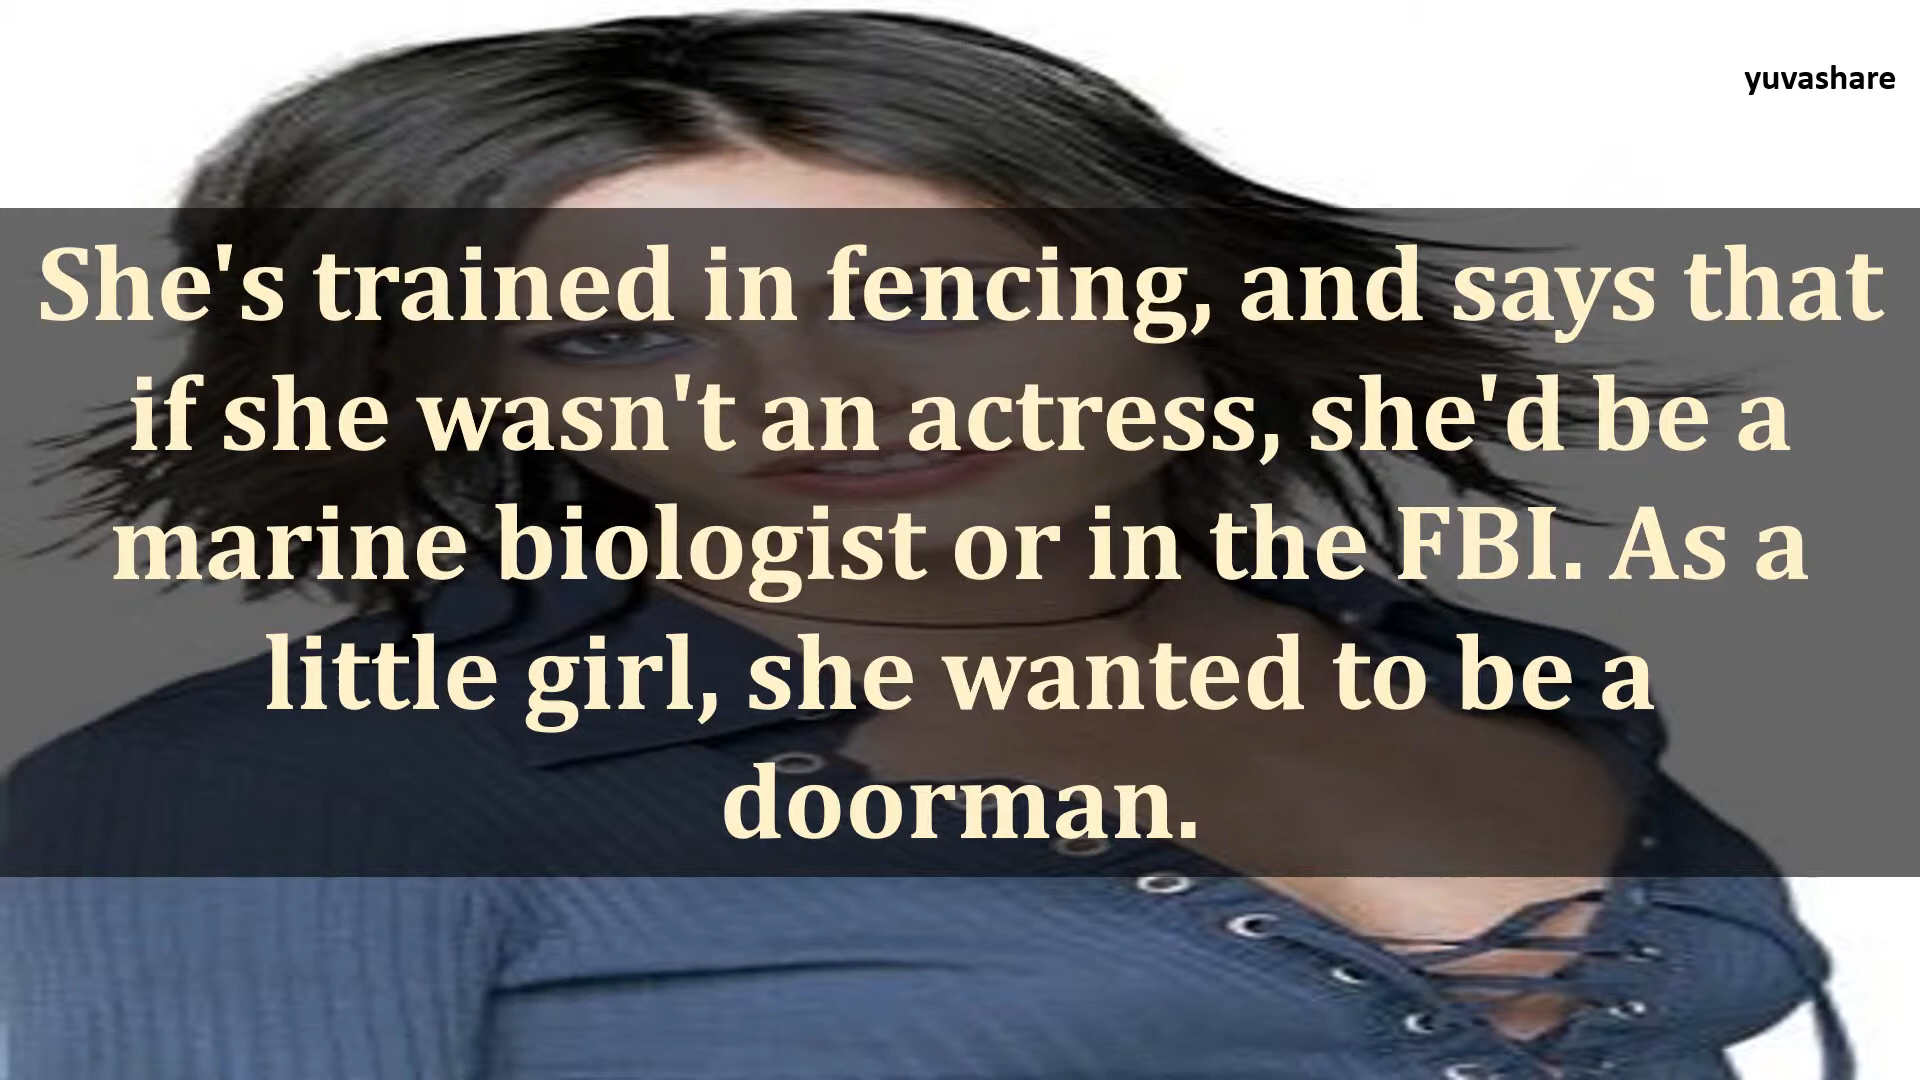 yuvashare
She's trained in fencing, and says that
if she wasn't an actress, she'd be a
marine biologist or in the FBI. As a
little girl, she wanted to be a
doorman.